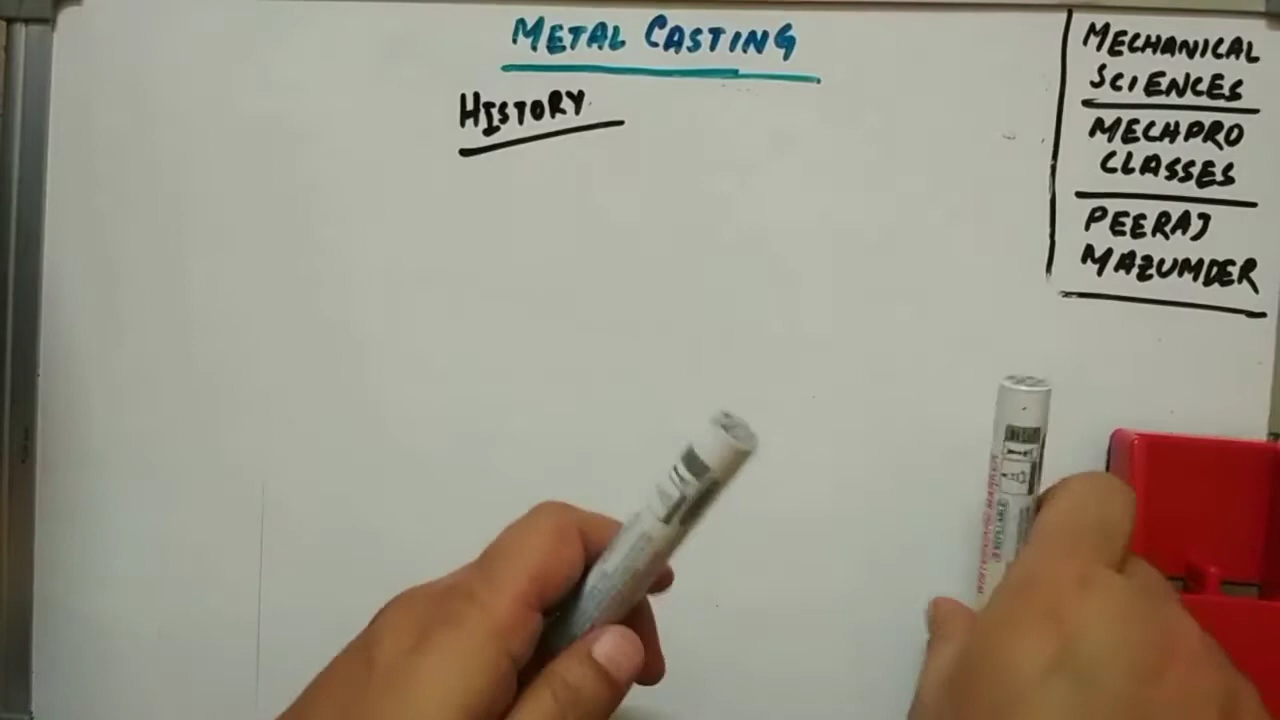 METAL CASTING
HISTORY
MECHANICAL
SCIENCES
MECHPRO
CLASSES
PEERAJ
MAZUMDER